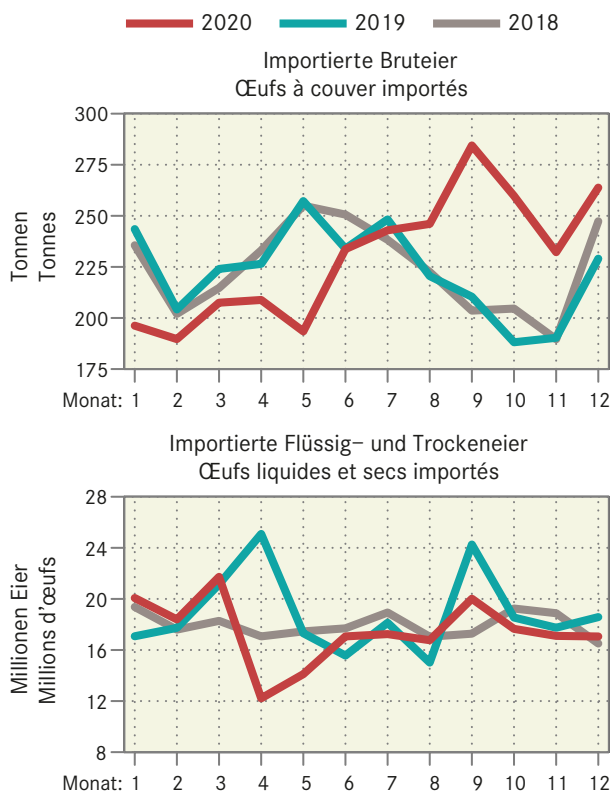 2020 2019 2018
Importierte Bruteier
Œufs à couver importés
Tonnen
Tonnes
300
275
250
225
200
175
Monat: 1 2 3 4 5 6 7 8 9 10 11 12
Importierte Flüssig– und Trockeneier
Œufs liquides et secs importés
Millionen Eier
Millions d'œufs
28
24
20
16
12
8
Monat: 1 2 3 4 5 6 7 8 9 10 11 12